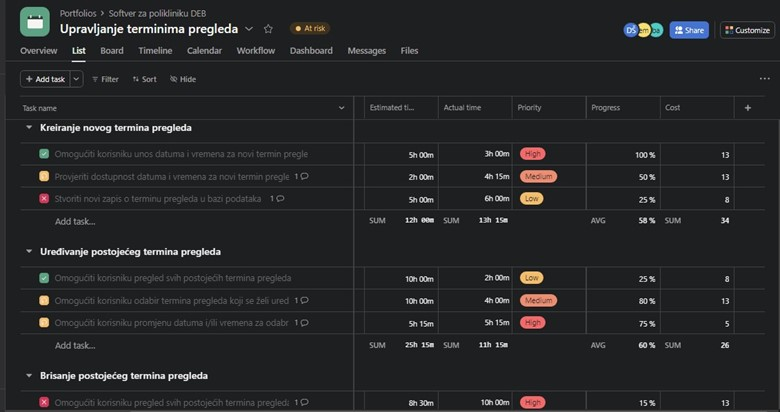 Portfolios > Softver za polikliniku DEB
Upravljanje terminima pregleda At risk
DŠ em ba Share Customize
Overview List Board Timeline Calendar Workflow Dashboard Messages Files
+ Add task Filter Sort Hide
Task name Estimated ti... Actual time Priority Progress Cost +
Kreiranje novog termina pregleda
Omogućiti korisniku unos datuma i vremena za novi termin pregle 5h 00m 3h 00m High 100 % 13
Provjeriti dostupnost datuma i vremena za novi termin pregle 1 2h 00m 4h 15m Medium 50 % 13
Stvoriti novi zapis o terminu pregleda u bazi podataka 1 5h 00m 6h 00m Low 25 % 8
Add task... SUM 12h 00m SUM 13h 15m AVG 58 % SUM 34
Uređivanje postojećeg termina pregleda
Omogućiti korisniku pregled svih postojećih termina pregleda 10h 00m 2h 00m Low 25 % 8
Omogućiti korisniku odabir termina pregleda koji se želi ured 1 10h 00m 4h 00m Medium 80 % 13
Omogućiti korisniku promjenu datuma i/ili vremena za odabr 1 5h 15m 5h 15m High 75 % 5
Add task... SUM 25h 15m SUM 11h 15m AVG 60 % SUM 26
Brisanje postojećeg termina pregleda
Omogućiti korisniku pregled svih postojećih termina pregleda 1 8h 30m 10h 00m High 15 % 13